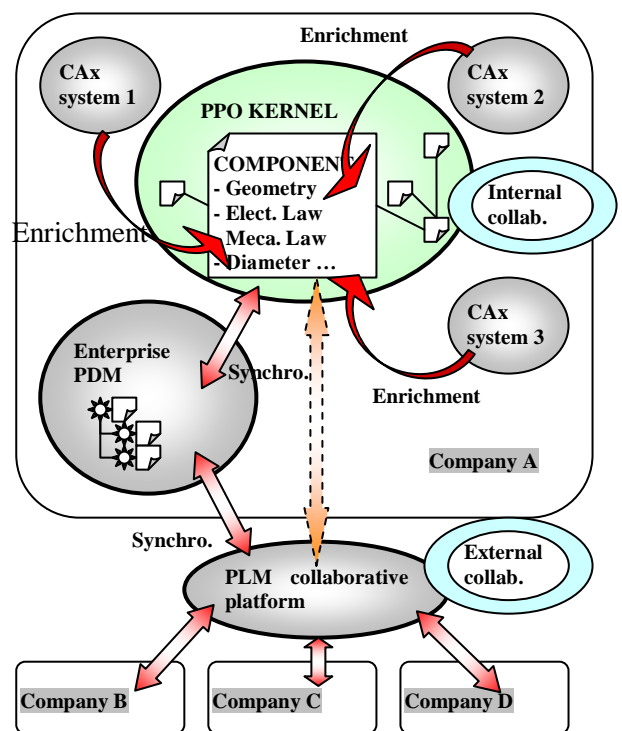 Enrichment
CAx
system 1
CAx
system 2
PPO KERNEL
COMPONENT
- Geometry
- Elect. Law
- Meca. Law
- Diameter ...
Internal
collab.
Enrichment
CAx
system 3
Enrichment
Enterprise
PDM
Synchro.
Company A
Synchro.
External
collab.
PLM collaborative
platform
Company B
Company C
Company D